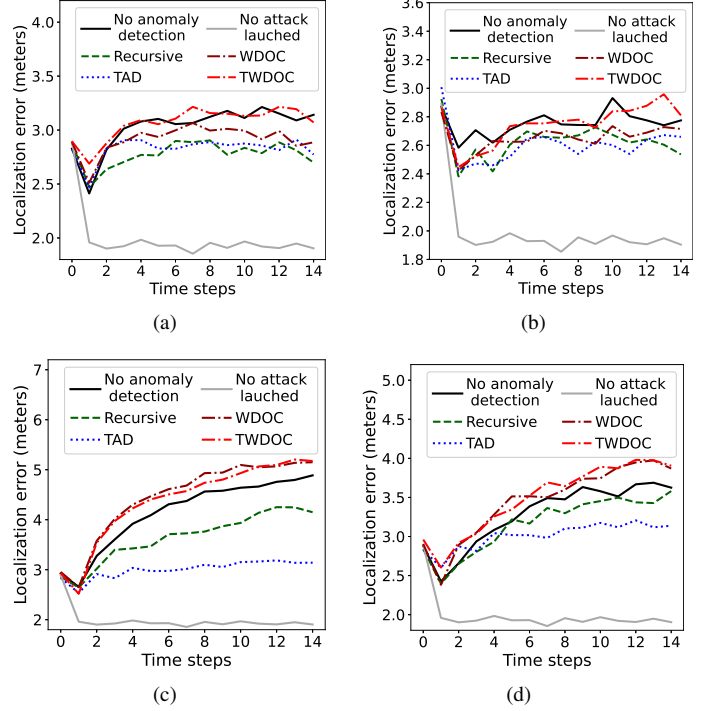 4.0
3.5
3.0
2.5
2.0
Localization error (meters)
No anomaly
detection
No attack
lauched
Recursive
WDOC
TAD
TWDOC
0 2 4 6 8 10 12 14
Time steps
(a)
3.6
3.4
3.2
3.0
2.8
2.6
2.4
2.2
2.0
1.8
Localization error (meters)
No anomaly
detection
No attack
lauched
Recursive
WDOC
TAD
TWDOC
0 2 4 6 8 10 12 14
Time steps
(b)
7
6
5
4
3
2
Localization error (meters)
No anomaly
detection
No attack
lauched
Recursive
WDOC
TAD
TWDOC
0 2 4 6 8 10 12 14
Time steps
(c)
5.0
4.5
4.0
3.5
3.0
2.5
2.0
Localization error (meters)
No anomaly
detection
No attack
lauched
Recursive
WDOC
TAD
TWDOC
0 2 4 6 8 10 12 14
Time steps
(d)